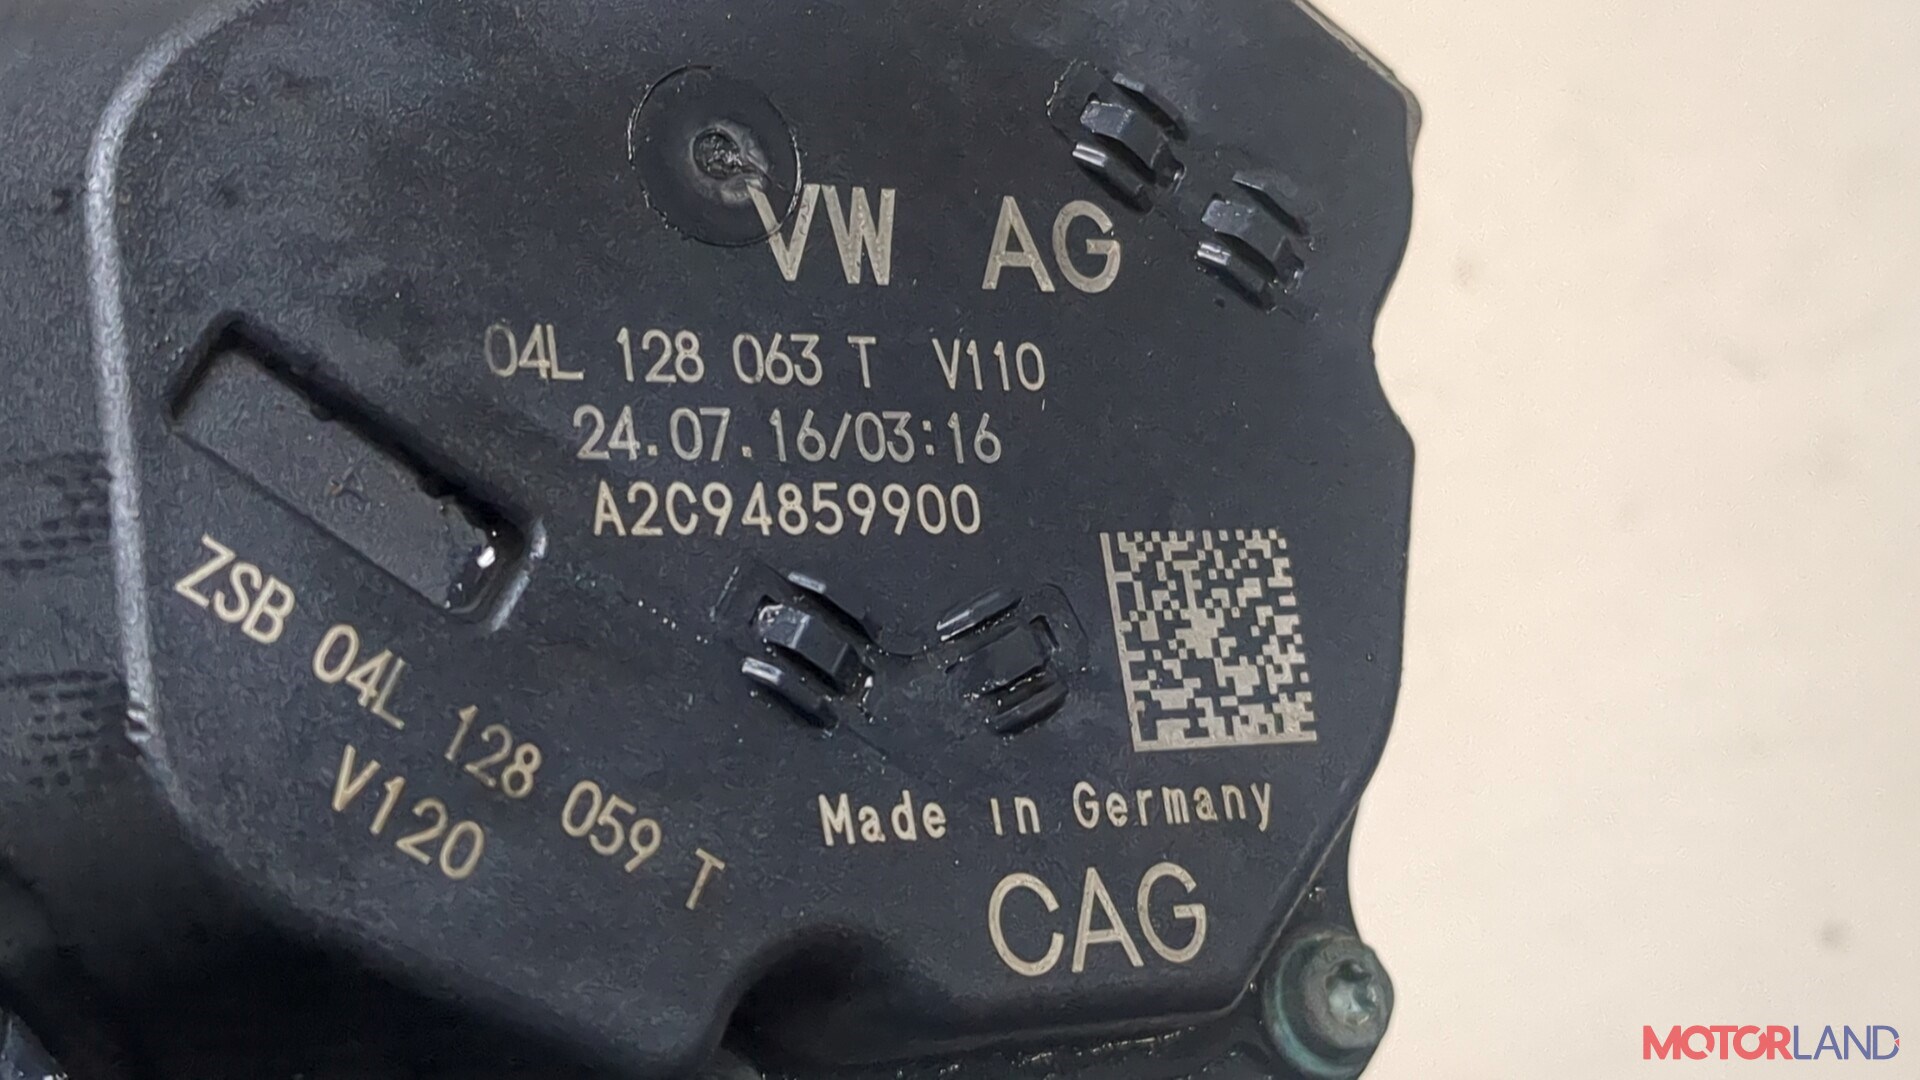 VW AG
04L 128 063 T V110
24.07.16/03:16
A2C94859900
ZSB 04L 128 059 T
V120
Made in Germany
CAG
MOTORLAND